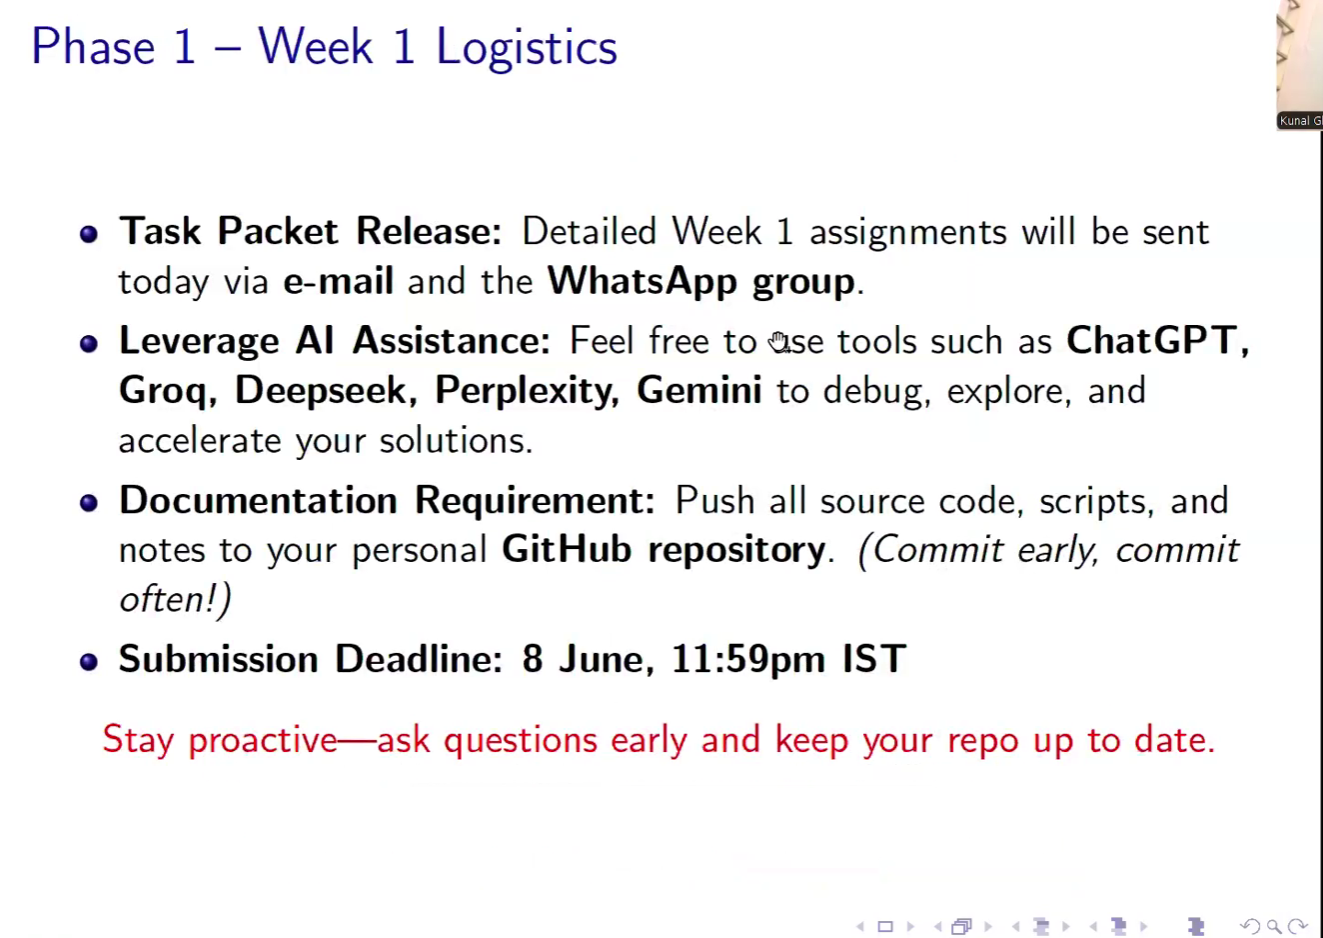 Phase 1 – Week 1 Logistics
Kunal G
Task Packet Release: Detailed Week 1 assignments will be sent
today via e-mail and the WhatsApp group.
Leverage AI Assistance: Feel free to use tools such as ChatGPT,
Groq, Deepseek, Perplexity, Gemini to debug, explore, and
accelerate your solutions.
Documentation Requirement: Push all source code, scripts, and
notes to your personal GitHub repository. (Commit early, commit
often!)
Submission Deadline: 8 June, 11:59pm IST
Stay proactive—ask questions early and keep your repo up to date.